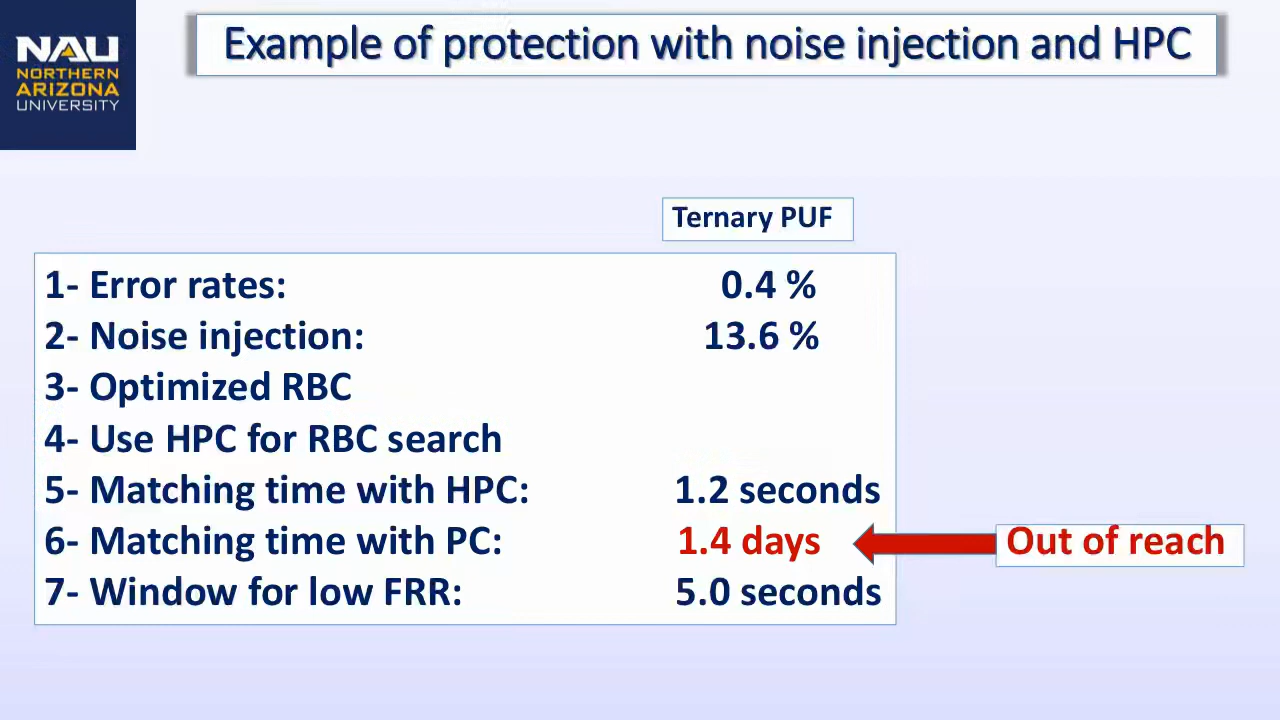 NAU
NORTHERN
ARIZONA
UNIVERSITY
Example of protection with noise injection and HPC
Ternary PUF
1- Error rates: 0.4 %
2- Noise injection: 13.6 %
3- Optimized RBC
4- Use HPC for RBC search
5- Matching time with HPC: 1.2 seconds
6- Matching time with PC: 1.4 days Out of reach
7- Window for low FRR: 5.0 seconds